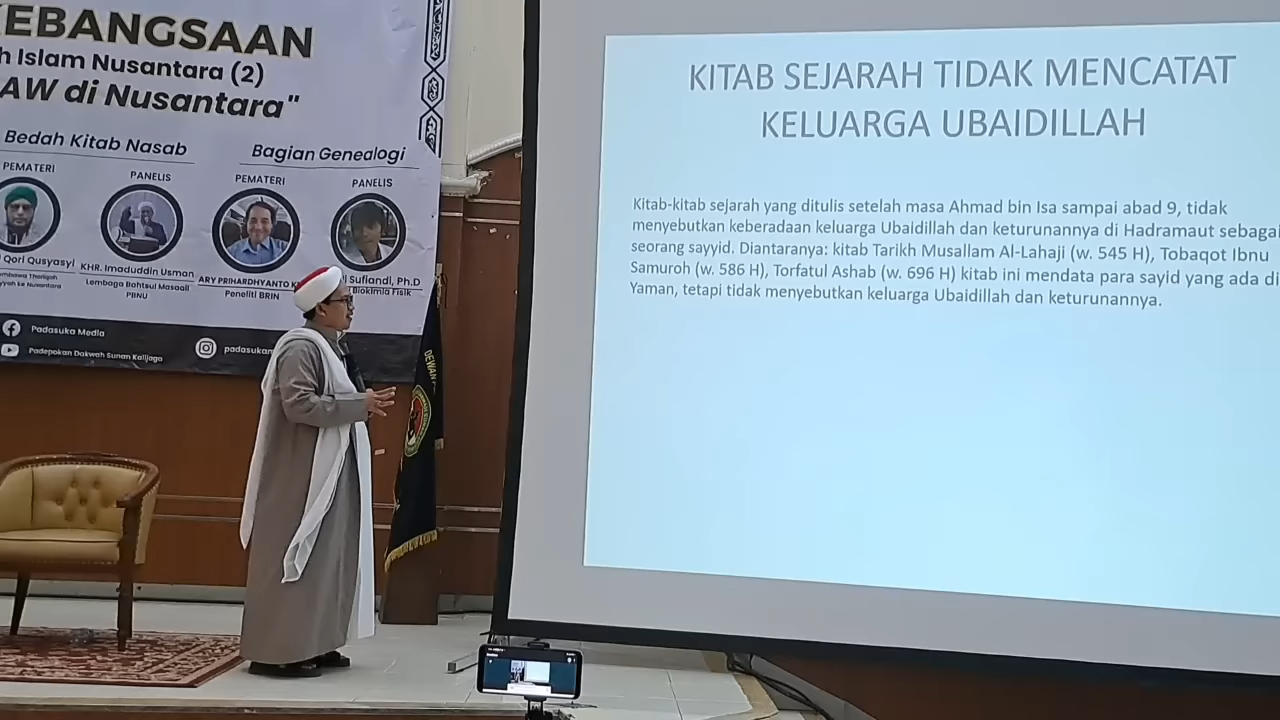 KEBANGSAAN
h Islam Nusantara (2)
AW di Nusantara"
Bedah Kitab Nasab
Bagian Genealogi
PEMATERI
PANELIS
PEMATERI
PANELIS
Qori Qusyasyi
KHR. Imaduddin Usman
Lembaga Bahtsul Masaail
PBNU
ARY PRIHARDHYANTO K
Peneliti BRIN
Sufiandi, Ph.D
Biokimia Fisik
Padasuka Media
Padepokan Dakwah Sunan Kalijaga
padasukam
DEWAN
KITAB SEJARAH TIDAK MENCATAT
KELUARGA UBAIDILLAH
Kitab-kitab sejarah yang ditulis setelah masa Ahmad bin Isa sampai abad 9, tidak
menyebutkan keberadaan keluarga Ubaidillah dan keturunannya di Hadramaut sebagai
seorang sayyid. Diantaranya: kitab Tarikh Musallam Al-Lahaji (w. 545 H), Tobaqot Ibnu
Samuroh (w. 586 H), Torfatul Ashab (w. 696 H) kitab ini mendata para sayid yang ada di
Yaman, tetapi tidak menyebutkan keluarga Ubaidillah dan keturunannya.